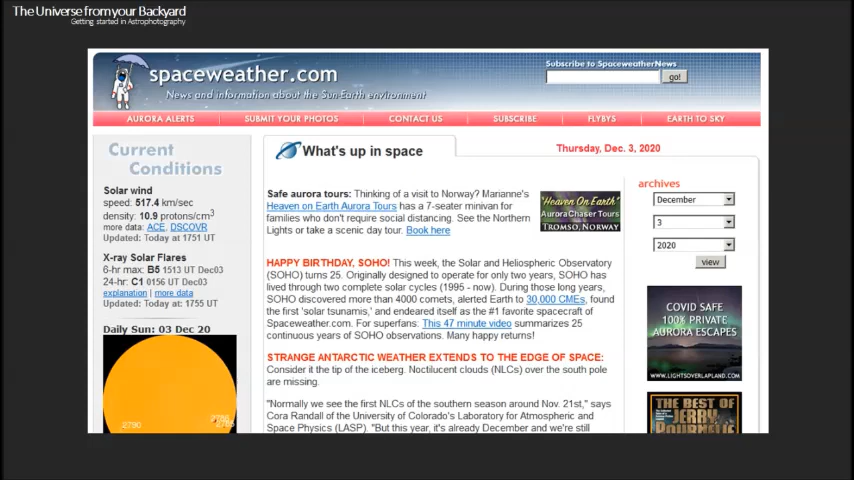 The Universe from your Backyard
Getting started in Astrophotography
spaceweather.com
News and information about the Sun-Earth environment
Subscribe to SpaceweatherNews
go!
AURORA ALERTS SUBMIT YOUR PHOTOS CONTACT US SUBSCRIBE FLYBYS EARTH TO SKY
Current
Conditions
Solar wind
speed: 517.4 km/sec
density: 10.9 protons/cm3
more data: ACE, DSCOVR
Updated: Today at 1751 UT
X-ray Solar Flares
6-hr max: B5 1513 UT Dec03
24-hr: C1 0156 UT Dec03
explanation | more data
Updated: Today at: 1755 UT
Daily Sun: 03 Dec 20
2790
What's up in space
Thursday, Dec. 3, 2020
Safe aurora tours: Thinking of a visit to Norway? Marianne's
Heaven on Earth Aurora Tours has a 7-seater minivan for
families who don't require social distancing. See the Northern
Lights or take a scenic day tour. Book here
"Heaven On Earth"
Aurora Chaser Tours
TROMSO, NORWAY
HAPPY BIRTHDAY, SOHO! This week, the Solar and Heliospheric Observatory
(SOHO) turns 25. Originally designed to operate for only two years, SOHO has
lived through two complete solar cycles (1995 - now). During those long years,
SOHO discovered more than 4000 comets, alerted Earth to 30,000 CMEs, found
the first 'solar tsunamis,' and endeared itself as the #1 favorite spacecraft of
Spaceweather.com. For superfans: This 47 minute video summarizes 25
continuous years of SOHO observations. Many happy returns!
STRANGE ANTARCTIC WEATHER EXTENDS TO THE EDGE OF SPACE:
Consider it the tip of the iceberg. Noctilucent clouds (NLCs) over the south pole
are missing.
"Normally we see the first NLCs of the southern season around Nov. 21st," says
Cora Randall of the University of Colorado's Laboratory for Atmospheric and
Space Physics (LASP). "But this year, it's already December and we're still
archives
December
3
2020
view
COVID SAFE
100% PRIVATE
AURORA ESCAPES
WWW.LIGHTSOVERLAPLAND.COM
THE BEST OF
JERRY
POURNELLE